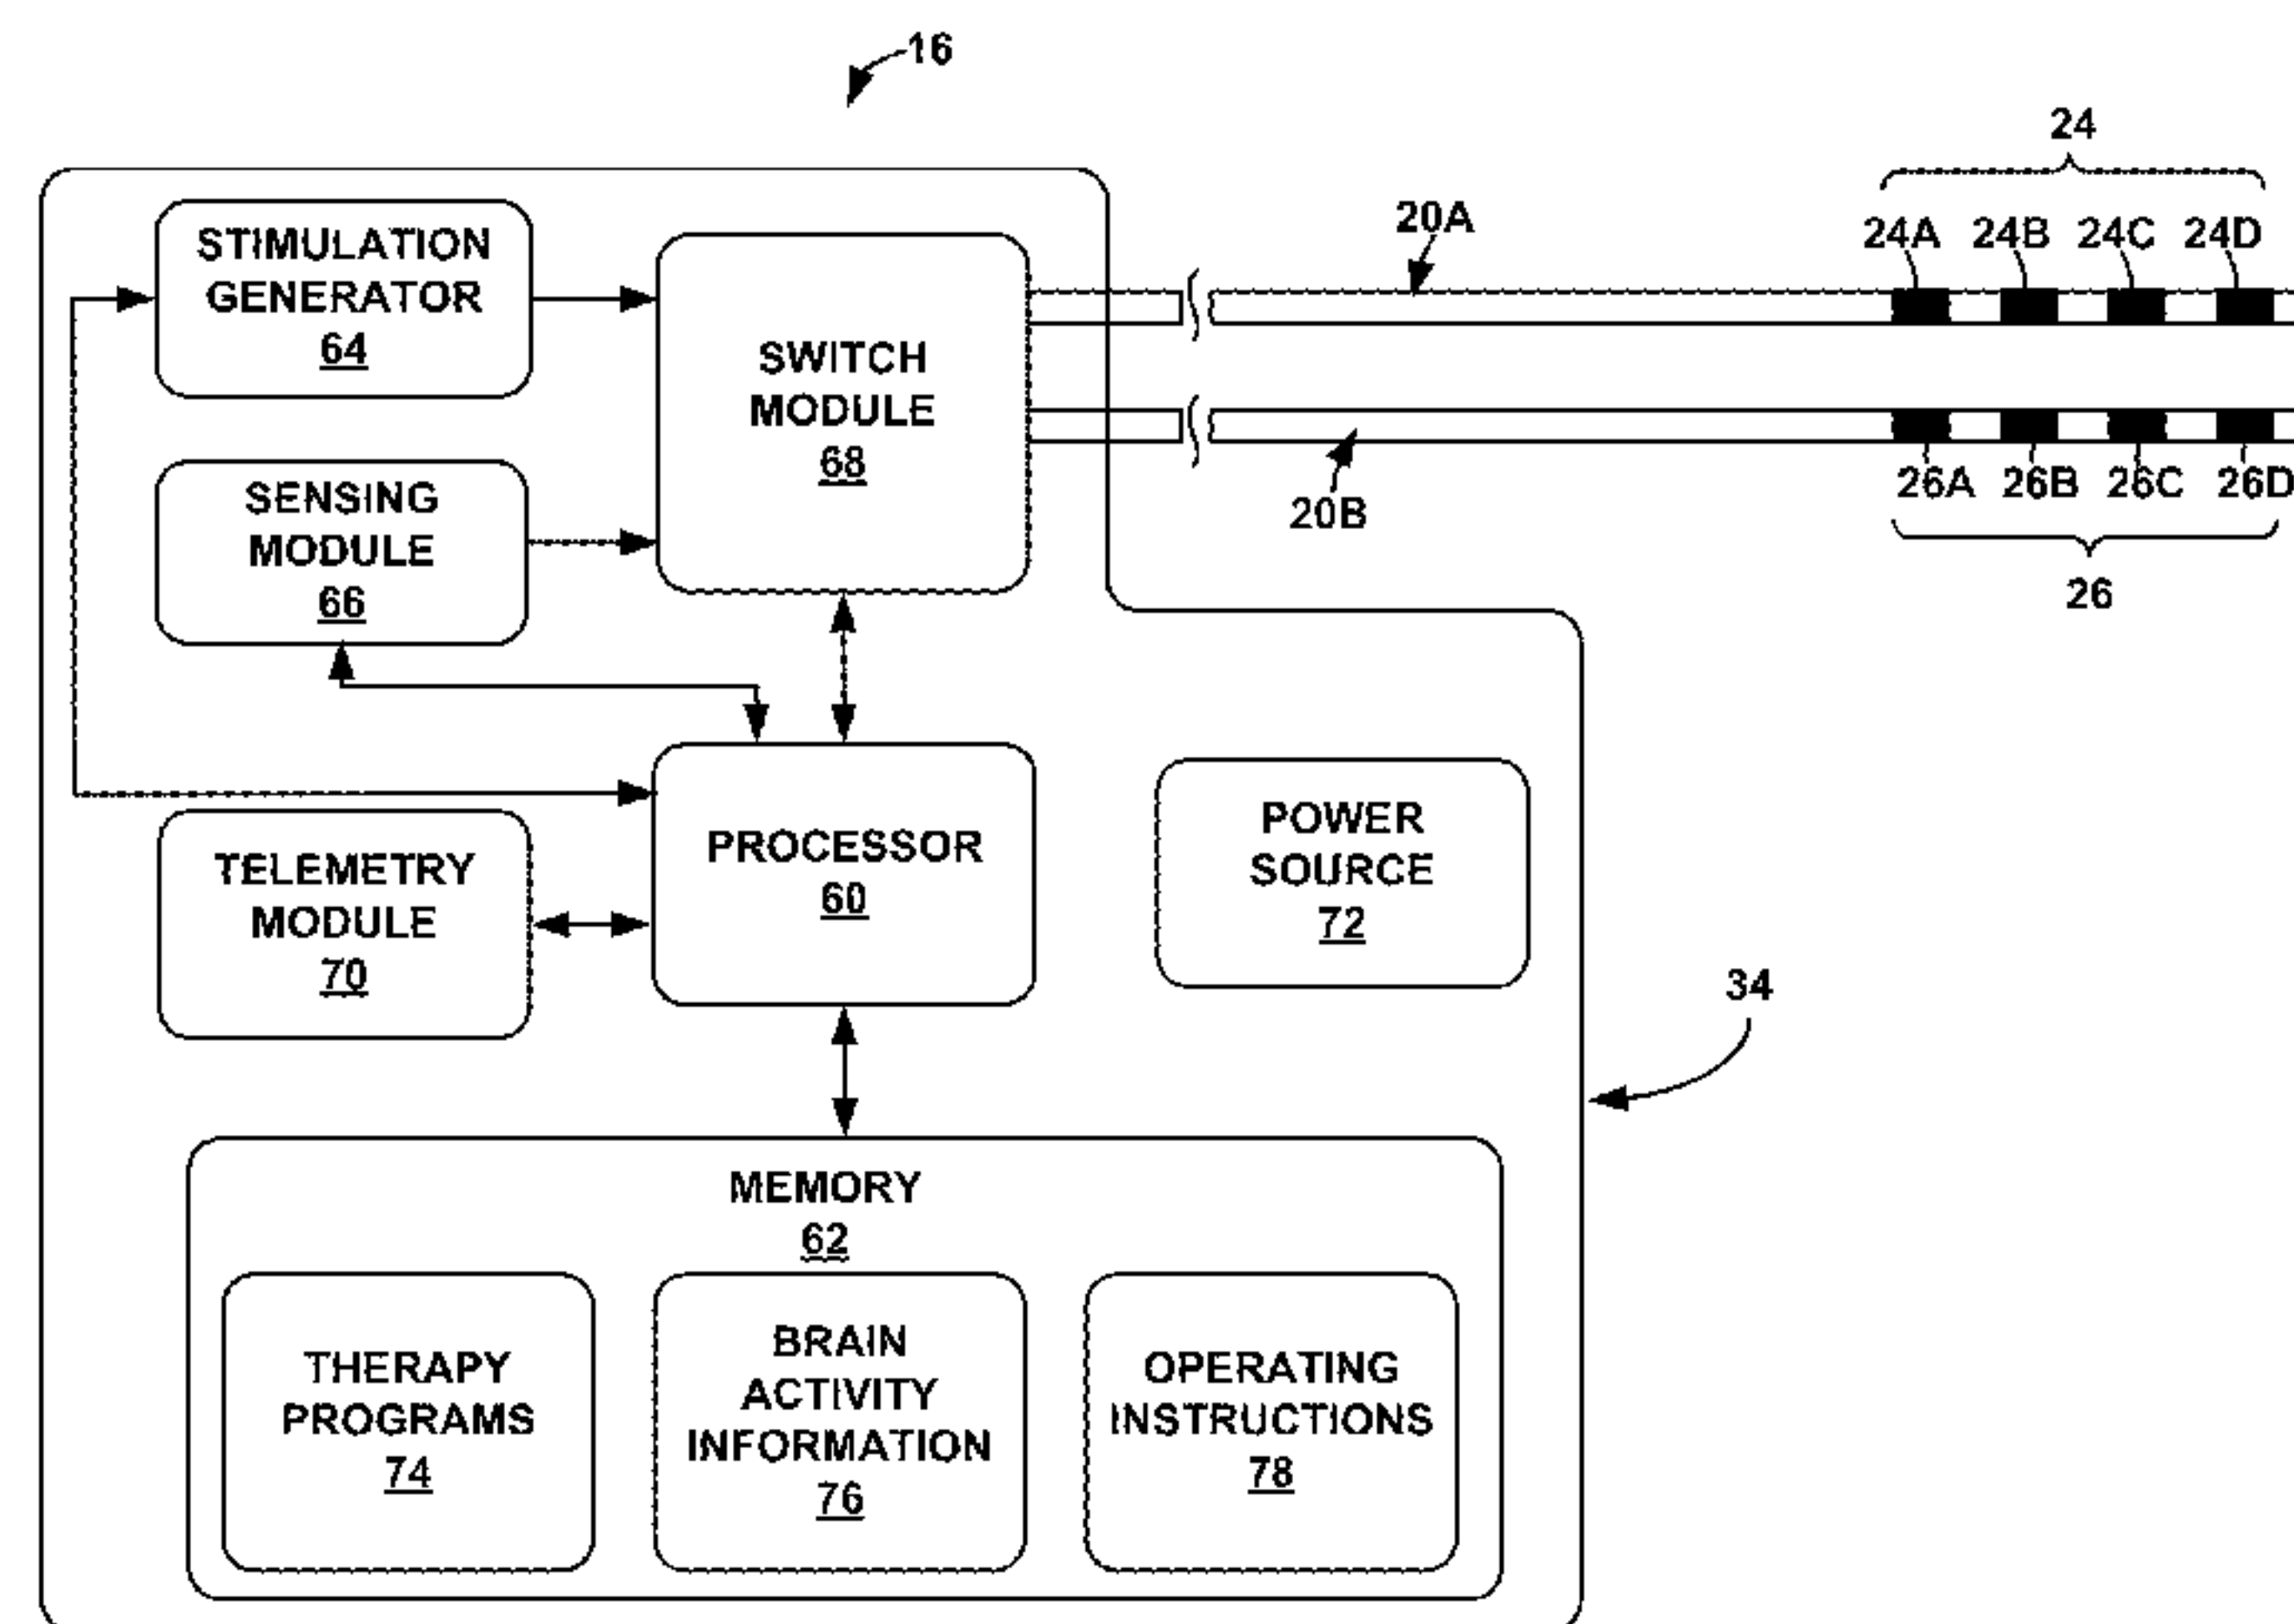 16
24
20A
24A 24B 24C 24D
STIMULATION
GENERATOR
64
SWITCH
MODULE
68
SENSING
MODULE
66
20B
26A 26B 26C 26D
26
PROCESSOR
60
POWER
SOURCE
72
TELEMETRY
MODULE
70
34
MEMORY
62
THERAPY
PROGRAMS
74
BRAIN
ACTIVITY
INFORMATION
76
OPERATING
INSTRUCTIONS
78